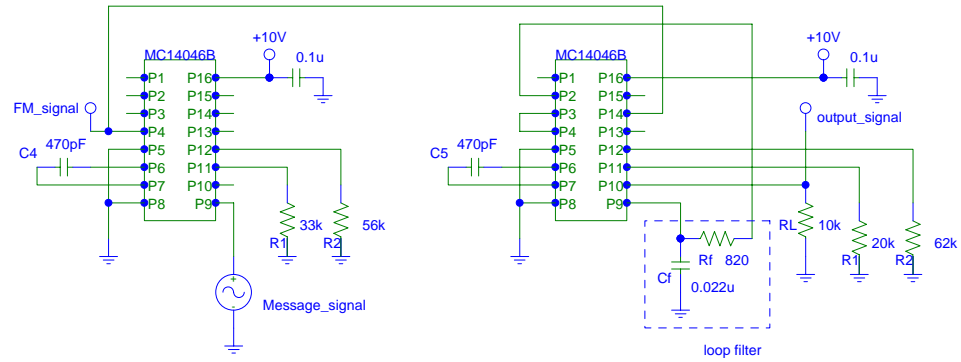 +10V
+10V
MC14046B
MC14046B
0.1u
0.1u
P1 P16
P2 P15
P3 P14
P4 P13
P5 P12
P6 P11
P7 P10
P8 P9
P1 P16
P2 P15
P3 P14
P4 P13
P5 P12
P6 P11
P7 P10
P8 P9
FM_signal
output_signal
470pF
C4
470pF
C5
33k
R1
56k
R2
Message_signal
RL
10k
20k
R1
62k
R2
Rf
820
Cf
0.022u
loop filter